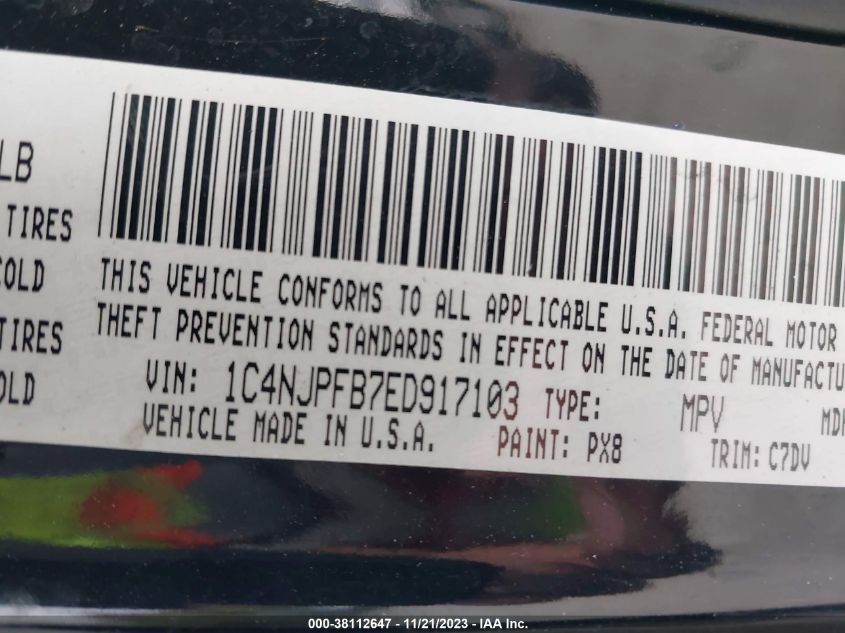 LB
TIRES
COLD
TIRES
OLD
THIS VEHICLE CONFORMS TO ALL APPLICABLE U.S.A. FEDERAL MOTOR
THEFT PREVENTION STANDARDS IN EFFECT ON THE DATE OF MANUFACTU
VIN: 1C4NJPFB7ED917103 TYPE: MPV MDH
VEHICLE MADE IN U.S.A. PAINT: PX8 TRIM: C7DV
000-38112647 - 11/21/2023 - IAA Inc.